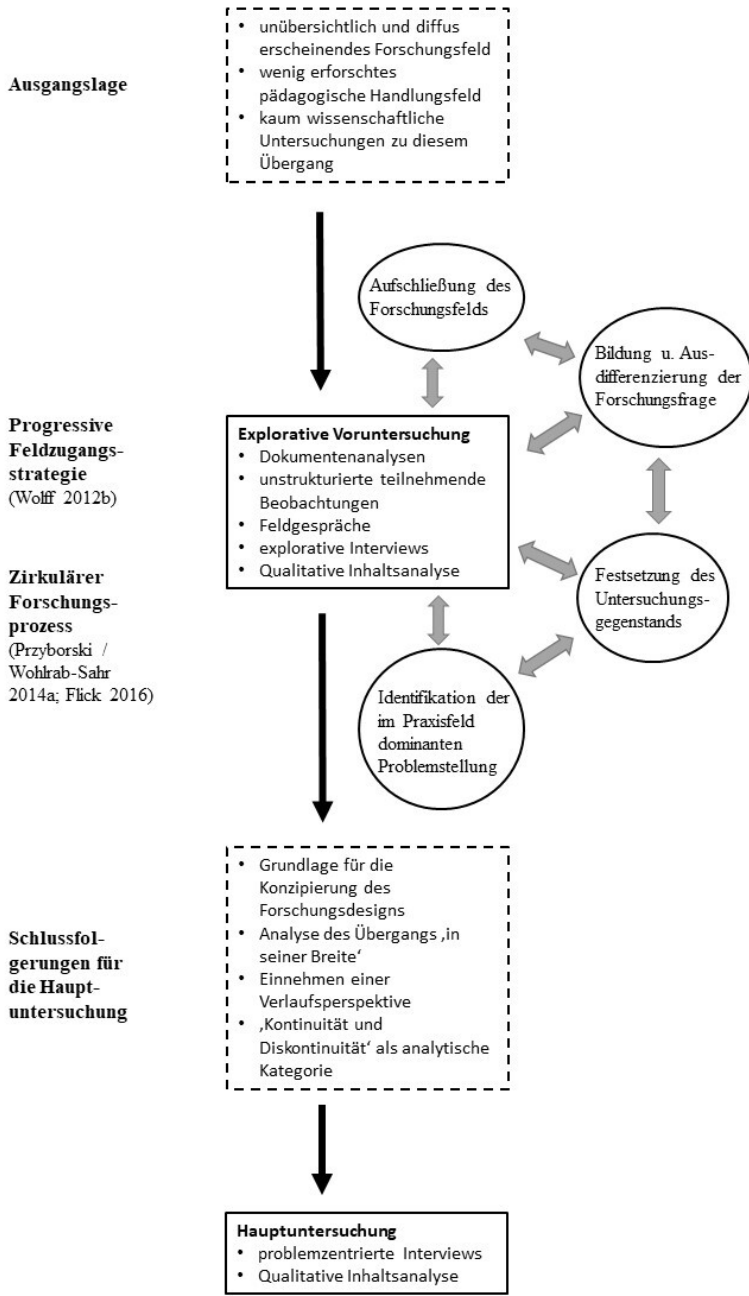 Ausgangslage
• unübersichtlich und diffus
erscheinendes Forschungsfeld
• wenig erforschtes
pädagogische Handlungsfeld
• kaum wissenschaftliche
Untersuchungen zu diesem
Übergang
Aufschließung des
Forschungsfelds
Bildung u. Aus-
differenzierung der
Forschungsfrage
Progressive
Feldzugangs-
strategie
(Wolff 2012b)
Zirkulärer
Forschungs-
prozess
(Przyborski /
Wohlrab-Sahr
2014a; Flick 2016)
Explorative Voruntersuchung
• Dokumentenanalysen
• unstrukturierte teilnehmende
Beobachtungen
• Feldgespräche
• explorative Interviews
• Qualitative Inhaltsanalyse
Festsetzung des
Untersuchungs-
gegenstands
Identifikation der
im Praxisfeld
dominanten
Problemstellung
Schlussfol-
gerungen für
die Haupt-
untersuchung
• Grundlage für die
Konzipierung des
Forschungsdesigns
• Analyse des Übergangs ‚in
seiner Breite‘
• Einnehmen einer
Verlaufsperspektive
• ‚Kontinuität und
Diskontinuität‘ als analytische
Kategorie
Hauptuntersuchung
• problemzentrierte Interviews
• Qualitative Inhaltsanalyse